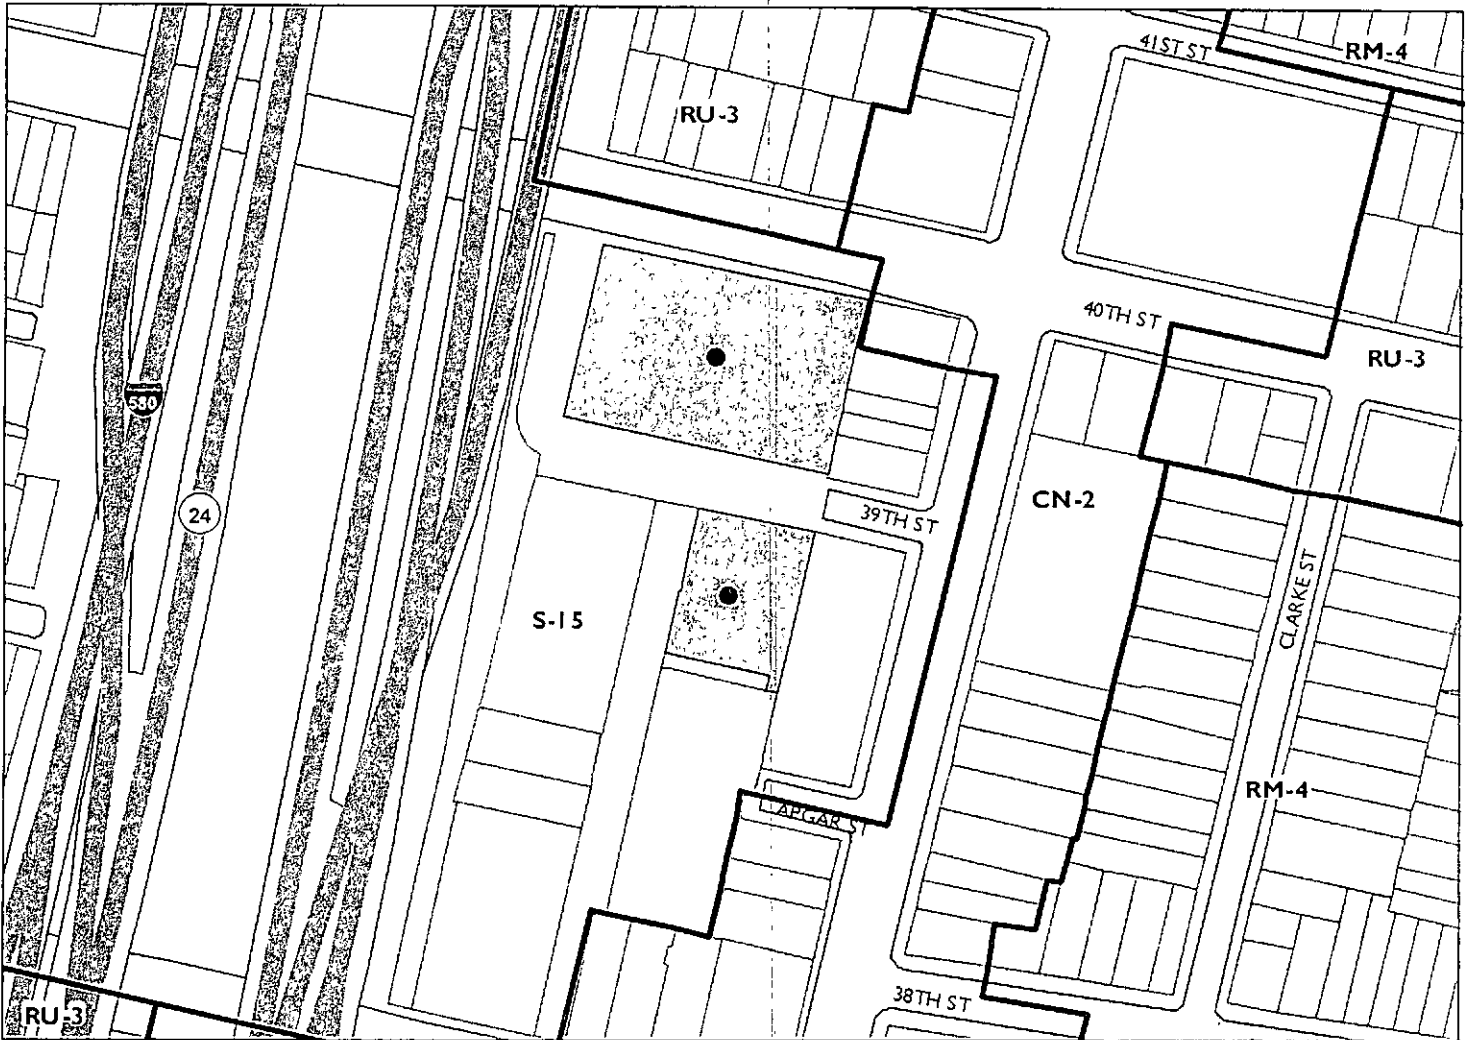 41ST ST
RM-4
RU-3
40TH ST
RU-3
580
24
CN-2
39TH ST
CLARKE ST
S-15
RM-4
APGAR ST
38TH ST
RU-3